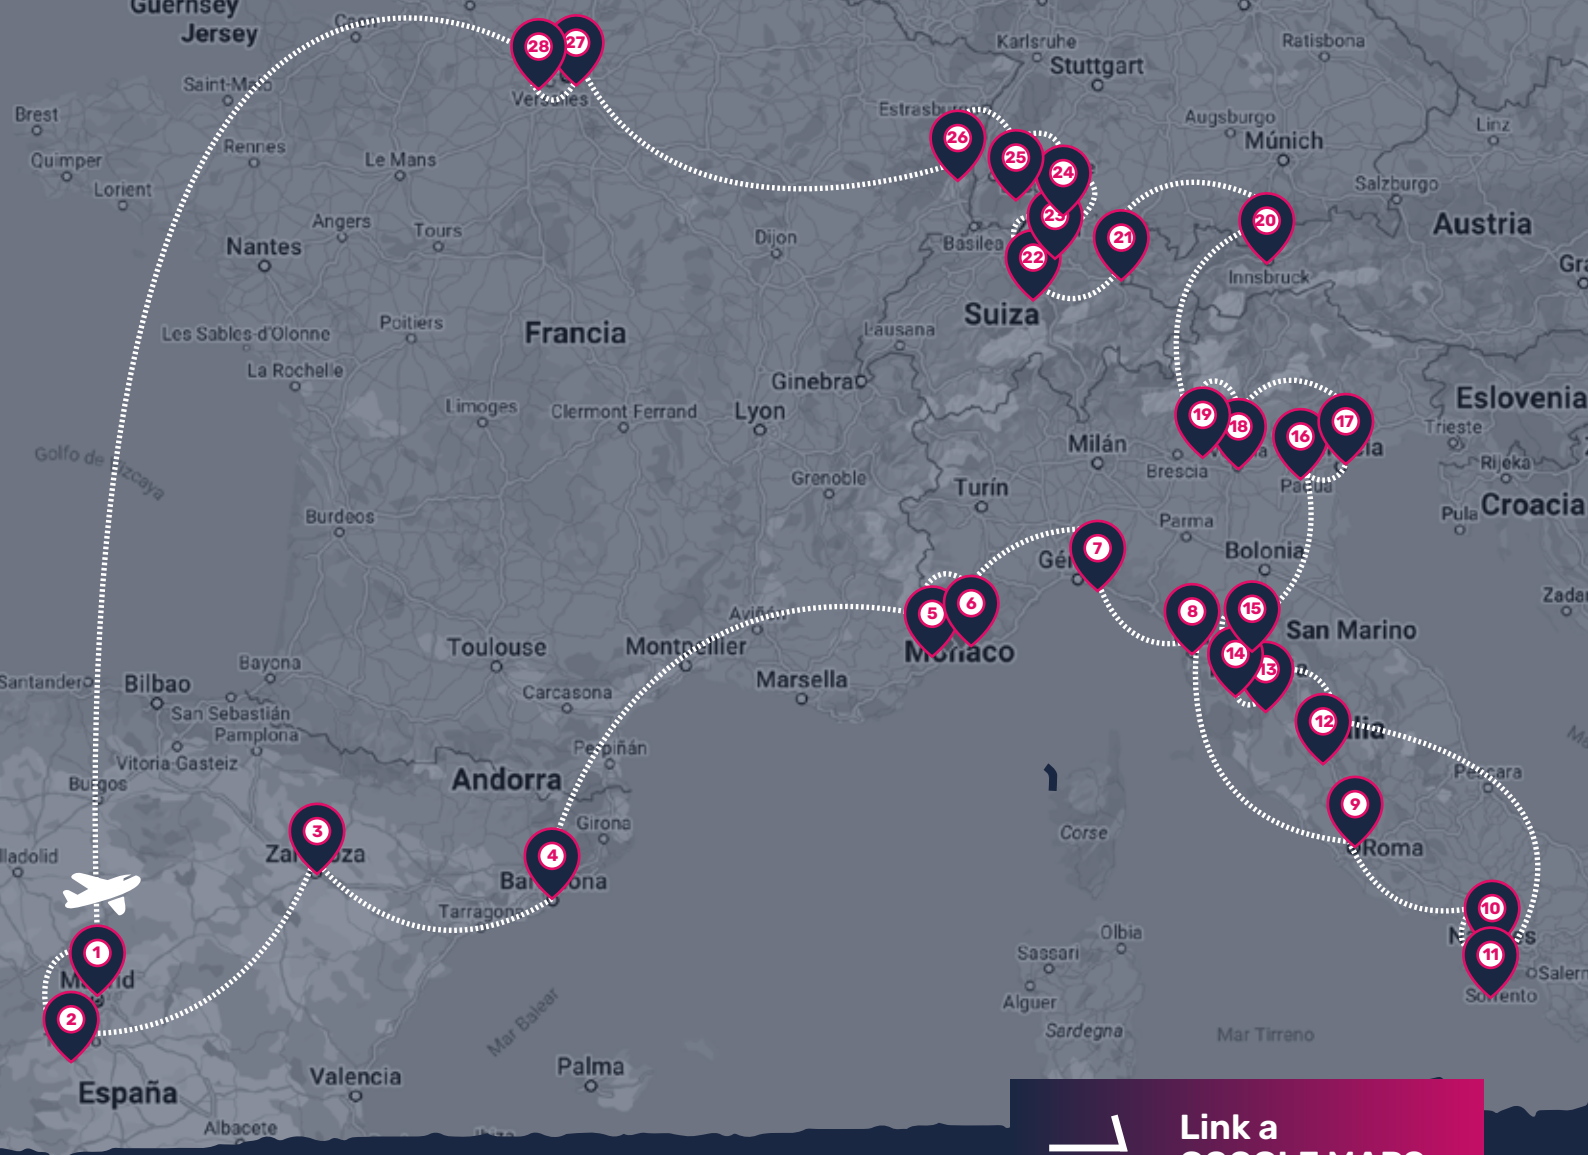 Guernsey
Jersey
28
27
Karlsruhe
Stuttgart
Ratisbona
Versalles
Brest
Quimper
Lorient
Rennes
Le Mans
Estrasburgo
26
25
24
23
22
21
20
Augsburgo
Múnich
Linz
Salzburgo
Austria
Angers
Tours
Nantes
Dijon
Basilea
Innsbruck
Suiza
Les Sables-d'Olonne
Poitiers
Francia
Lausana
La Rochelle
Ginebra
Limoges
Clermont Ferrand
Lyon
19
18
16
17
Eslovenia
Trieste
Milán
Brescia
Padua
Rijeka
Golfo de Vizcaya
Grenoble
Turín
Pula
Croacia
Burdeos
Parma
Bolonia
7
5
6
8
15
14
13
San Marino
Aviñón
Toulouse
Montpellier
Mónaco
Marsella
Bayona
Santander
Bilbao
San Sebastián
Pamplona
Carcasona
12
Vitoria-Gasteiz
Perpiñán
Burgos
Andorra
Pescara
3
9
Girona
Corse
Roma
4
Tarragona
10
11
Olbia
Sassari
Alguer
Sorrento
1
2
Mar Balear
Sardegna
Mar Tirreno
España
Valencia
Palma
Albacete
Link a
GOOGLE MAPS